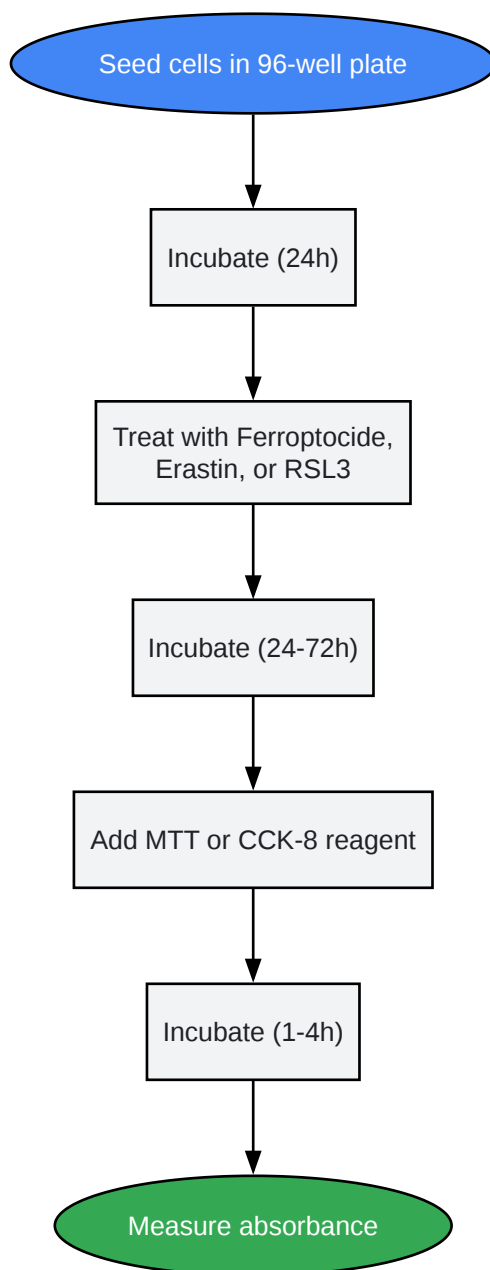 Seed cells in 96-well plate
Incubate (24h)
Treat with Ferroptocide,
Erastin, or RSL3
Incubate (24-72h)
Add MTT or CCK-8 reagent
Incubate (1-4h)
Measure absorbance